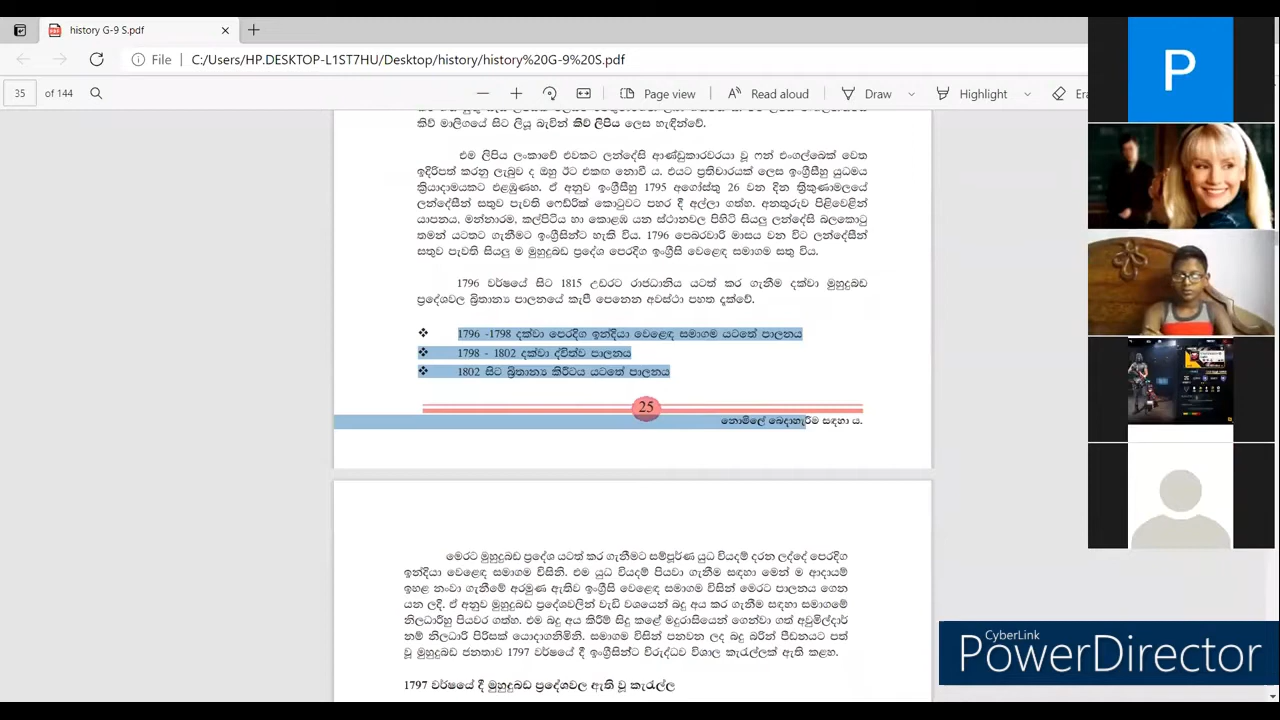 history G-9 S.pdf
File C:/Users/HP.DESKTOP-L1ST7HU/Desktop/history/history%20G-9%20S.pdf
35 of 144
Page view
Read aloud
Draw
Highlight
P
කිව් මාලිගයේ සිට ලියූ බැවින් කිව් ලිපිය ලෙස හැඳින්වේ.
එම ලිපිය ලංකාවේ එවකට ලන්දේසි ආණ්ඩුකාරවරයා වූ ෆන් එංගල්බෙක් වෙත
ඉදිරිපත් කරනු ලැබුව ද ඔහු ඊට එකඟ නොවී ය. එයට ප්‍රතිචාරයක් ලෙස ඉංග්‍රීසීහු යුධමය
ක්‍රියාදාමයකට එළඹුණහ. ඒ අනුව ඉංග්‍රීසීහු 1795 අගෝස්තු 26 වන දින ත්‍රිකුණාමලයේ
ලන්දේසීන් සතුව පැවති ෆෙඩ්රික් කොටුවට පහර දී අල්ලා ගත්හ. අනතුරුව පිළිවෙළින්
යාපනය, මන්නාරම, කල්පිටිය හා කොළඹ යන ස්ථානවල පිහිටි සියලු ලන්දේසි බලකොටු
තමන් යටතට ගැනීමට ඉංග්‍රීසින්ට හැකි විය. 1796 පෙබරවාරි මාසය වන විට ලන්දේසීන්
සතුව පැවති සියලු ම මුහුදුබඩ ප්‍රදේශ පෙරදිග ඉංග්‍රීසි වෙළෙඳ සමාගම සතු විය.
1796 වර්ෂයේ සිට 1815 උඩරට රාජධානිය යටත් කර ගැනීම දක්වා මුහුදුබඩ
ප්‍රදේශවල බ්‍රිතාන්‍ය පාලනයේ කැපී පෙනෙන අවස්ථා පහත දැක්වේ.
❖ 1796 -1798 දක්වා පෙරදිග ඉන්දියා වෙළෙඳ සමාගම යටතේ පාලනය
❖ 1798 - 1802 දක්වා ද්විත්ව පාලනය
❖ 1802 සිට බ්‍රිතාන්‍ය කිරීටය යටතේ පාලනය
25
නොමිලේ බෙදාහැරීම සඳහා ය.
මෙරට මුහුදුබඩ ප්‍රදේශ යටත් කර ගැනීමට සම්පූර්ණ යුධ වියදම් දරන ලද්දේ පෙරදිග
ඉන්දියා වෙළෙඳ සමාගම විසිනි. එම යුධ වියදම් පියවා ගැනීම සඳහා මෙන් ම ආදායම්
ඉහළ නංවා ගැනීමේ අරමුණ ඇතිව ඉංග්‍රීසි වෙළෙඳ සමාගම විසින් මෙරට පාලනය ගෙන
යන ලදී. ඒ අනුව මුහුදුබඩ ප්‍රදේශවලින් වැඩි වශයෙන් බදු අය කර ගැනීම සඳහා සමාගමේ
නිලධාරීහු පියවර ගත්හ. එම බදු අය කිරීම් සිදු කළේ මදුරාසියෙන් ගෙන්වා ගත් අවුමිල්දාර්
නම් නිලධාරි පිරිසක් යොදාගනිමිනි. සමාගම විසින් පනවන ලද බදු බරින් පීඩනයට පත්
වූ මුහුදුබඩ ජනතාව 1797 වර්ෂයේ දී ඉංග්‍රීසින්ට විරුද්ධව විශාල කැරැල්ලක් ඇති කළහ.
1797 වර්ෂයේ දී මුහුදුබඩ ප්‍රදේශවල ඇති වූ කැරැල්ල
CyberLink
PowerDirector